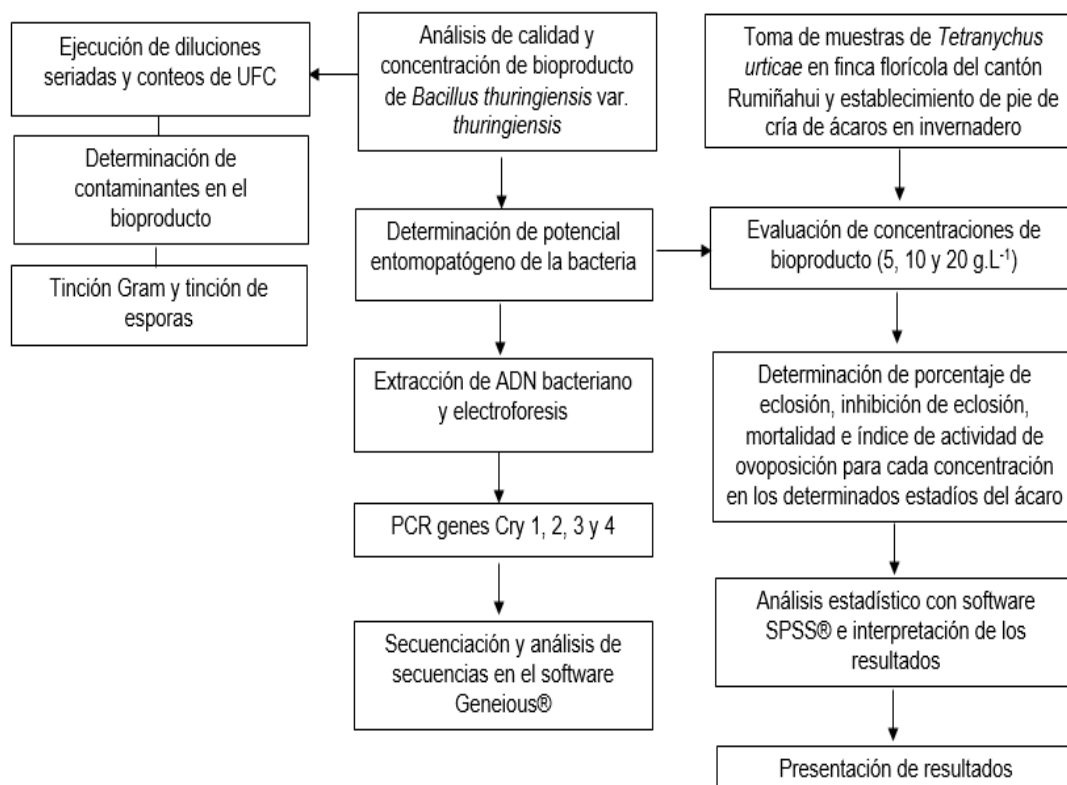 Ejecución de diluciones
seriadas y conteos de UFC
Determinación de
contaminantes en el
bioproducto
Tinción Gram y tinción de
esporas
Análisis de calidad y
concentración de bioproducto
de Bacillus thuringiensis var.
thuringiensis
Determinación de potencial
entomopatógeno de la bacteria
Extracción de ADN bacteriano
y electroforesis
PCR genes Cry 1, 2, 3 y 4
Secuenciación y análisis de
secuencias en el software
Geneious®
Toma de muestras de Tetranychus
urticae en finca florícola del cantón
Rumiñahui y establecimiento de pie de
cría de ácaros en invernadero
Evaluación de concentraciones de
bioproducto (5, 10 y 20 g.L⁻¹)
Determinación de porcentaje de
eclosión, inhibición de eclosión,
mortalidad e índice de actividad de
ovoposición para cada concentración
en los determinados estadíos del ácaro
Análisis estadístico con software
SPSS® e interpretación de los
resultados
Presentación de resultados